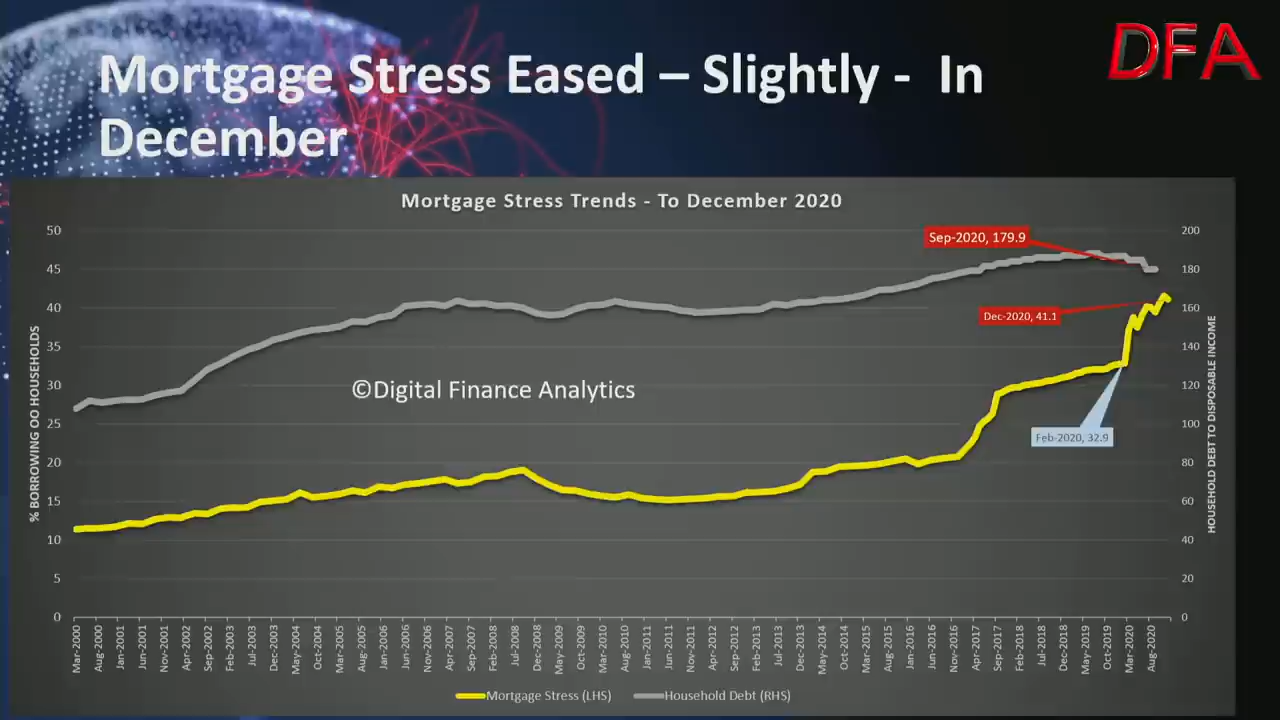 DFA
Mortgage Stress Eased – Slightly - In
December
Mortgage Stress Trends - To December 2020
% BORROWING OO HOUSEHOLDS
50
45
40
35
30
25
20
15
10
5
0
Sep-2020, 179.9
Dec-2020, 41.1
©Digital Finance Analytics
Feb-2020, 32.9
200
180
160
140
120
100
80
60
40
20
0
HOUSEHOLD DEBT TO DISPOSABLE INCOME
Mar-2000
Aug-2000
Jan-2001
Jun-2001
Nov-2001
Apr-2002
Sep-2002
Feb-2003
Jul-2003
Dec-2003
May-2004
Oct-2004
Mar-2005
Aug-2005
Jan-2006
Jun-2006
Nov-2006
Apr-2007
Sep-2007
Feb-2008
Jul-2008
Dec-2008
May-2009
Oct-2009
Mar-2010
Aug-2010
Jan-2011
Jun-2011
Nov-2011
Apr-2012
Sep-2012
Feb-2013
Jul-2013
Dec-2013
May-2014
Oct-2014
Mar-2015
Aug-2015
Jan-2016
Jun-2016
Nov-2016
Apr-2017
Sep-2017
Feb-2018
Jul-2018
Dec-2018
May-2019
Oct-2019
Mar-2020
Aug-2020
Mortgage Stress (LHS)
Household Debt (RHS)